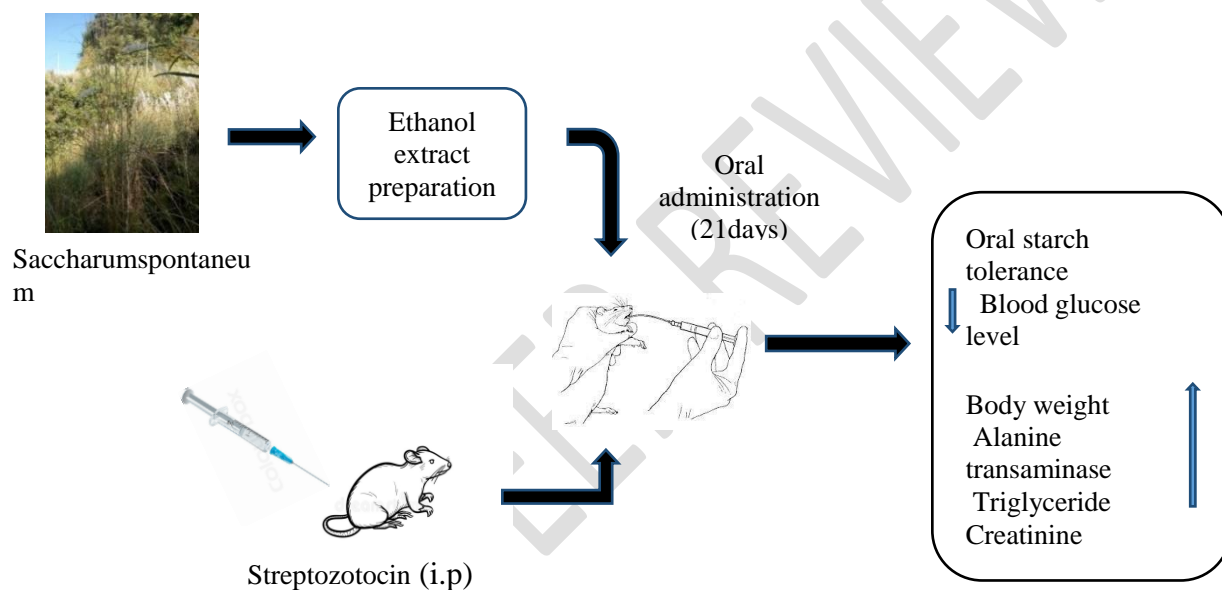 Ethanol
extract
preparation
Oral
administration
(21days)
Saccharumspontaneu
m
Streptozotocin (i.p)
Oral starch
tolerance
Blood glucose
level
Body weight
Alanine
transaminase
Triglyceride
Creatinine